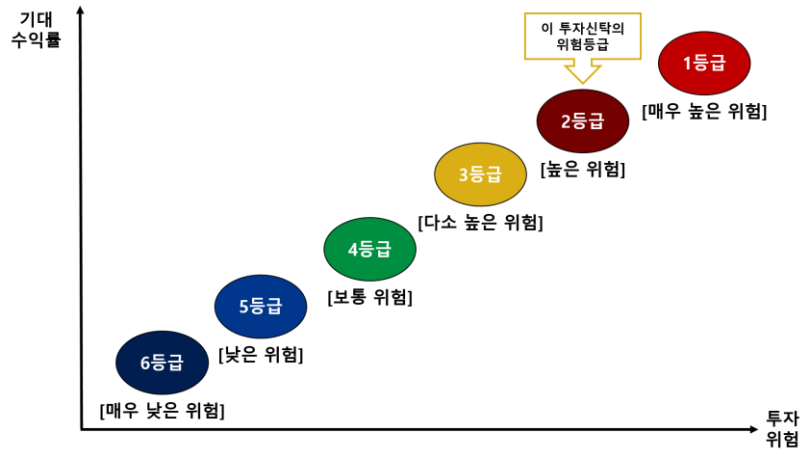 기대
수익률
이 투자신탁의
위험등급
1등급
[매우 높은 위험]
2등급
[높은 위험]
3등급
[다소 높은 위험]
4등급
[보통 위험]
5등급
[낮은 위험]
6등급
[매우 낮은 위험]
투자
위험